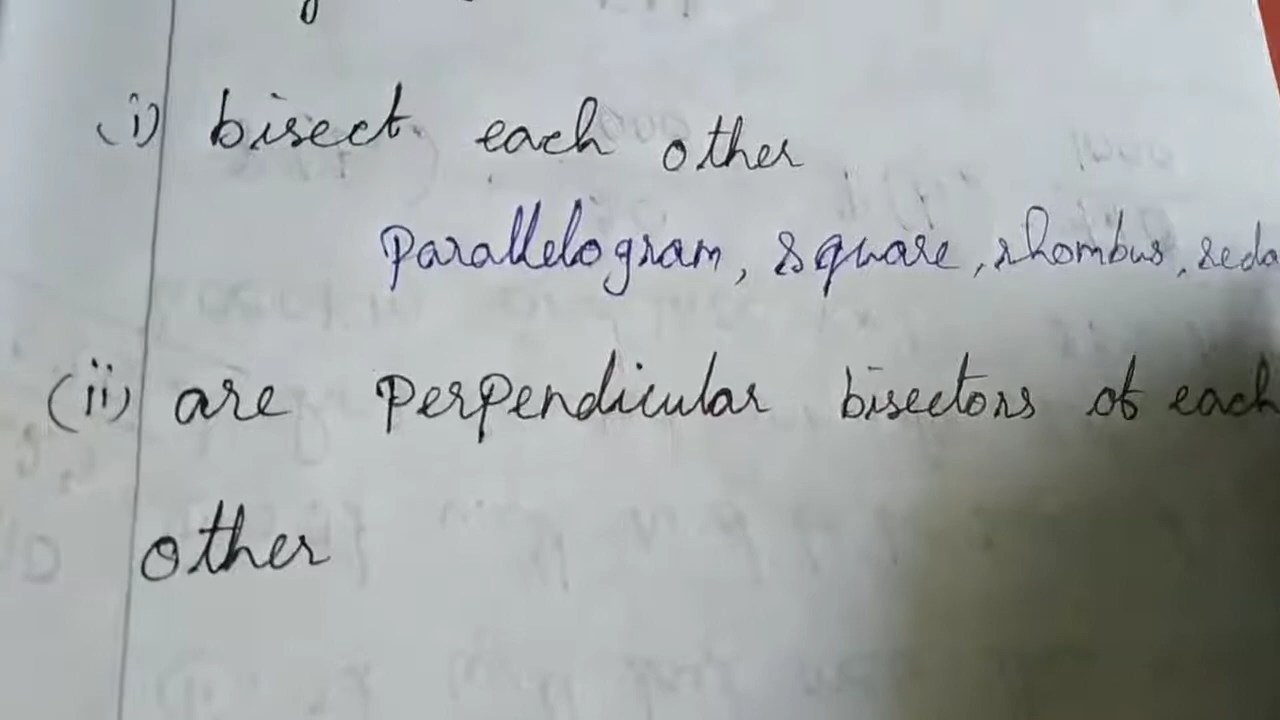 (i) bisect each other
Parallelogram, square, rhombus,
(ii) are perpendicular bisectors of each
other